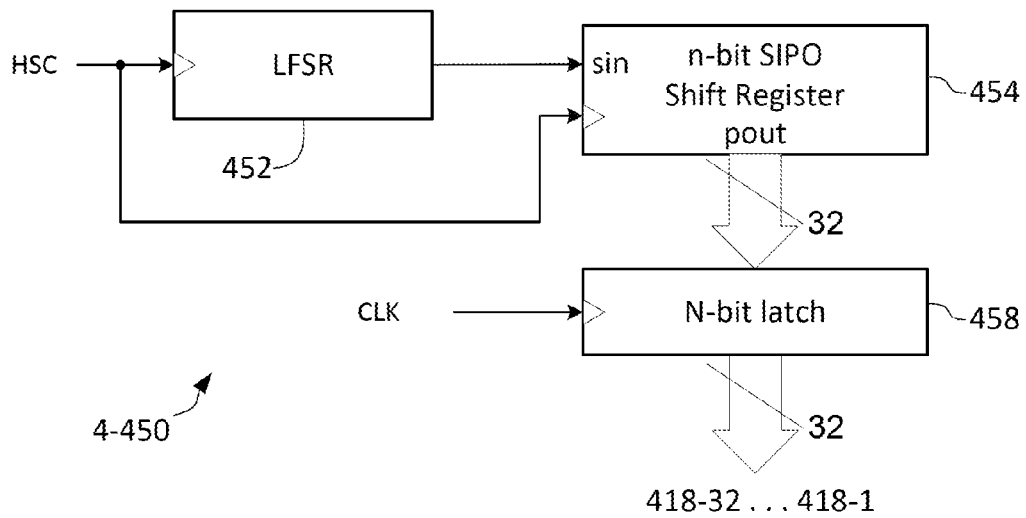 HSC
LFSR
452
sin
n-bit SIPO
Shift Register
pout
454
32
CLK
N-bit latch
458
32
4-450
418-32 . . . 418-1